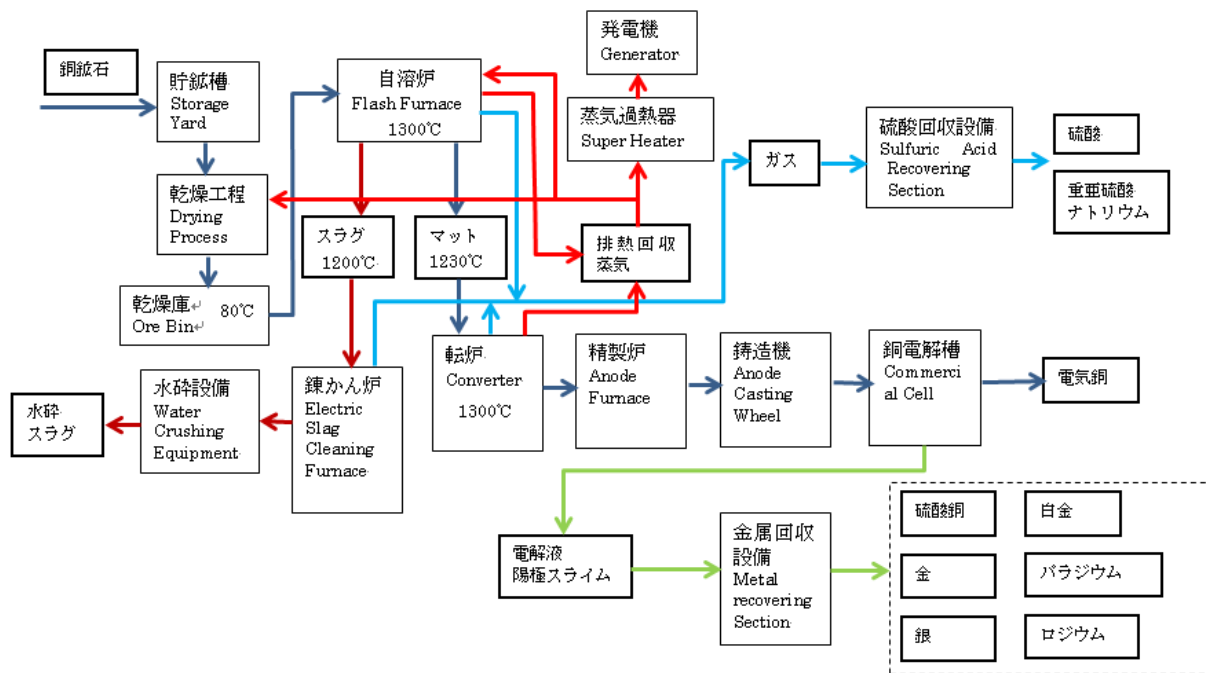 銅鉱石
貯鉱槽
Storage
Yard
乾燥工程
Drying
Process
乾燥庫↵ 80℃
Ore Bin↵
自溶炉
Flash Furnace
1300℃
スラグ
1200℃
マット
1230℃
発電機
Generator
蒸気過熱器
Super Heater
排熱回収
蒸気
ガス
硫酸回収設備
Sulfuric Acid
Recovering
Section
硫酸
重亜硫酸
ナトリウム
水砕
スラグ
水砕設備
Water
Crushing
Equipment
錬かん炉
Electric
Slag
Cleaning
Furnace
転炉
Converter
1300℃
精製炉
Anode
Furnace
鋳造機
Anode
Casting
Wheel
銅電解槽
Commerci
al Cell
電気銅
電解液
陽極スライム
金属回収
設備
Metal
recovering
Section
硫酸銅
白金
金
パラジウム
銀
ロジウム